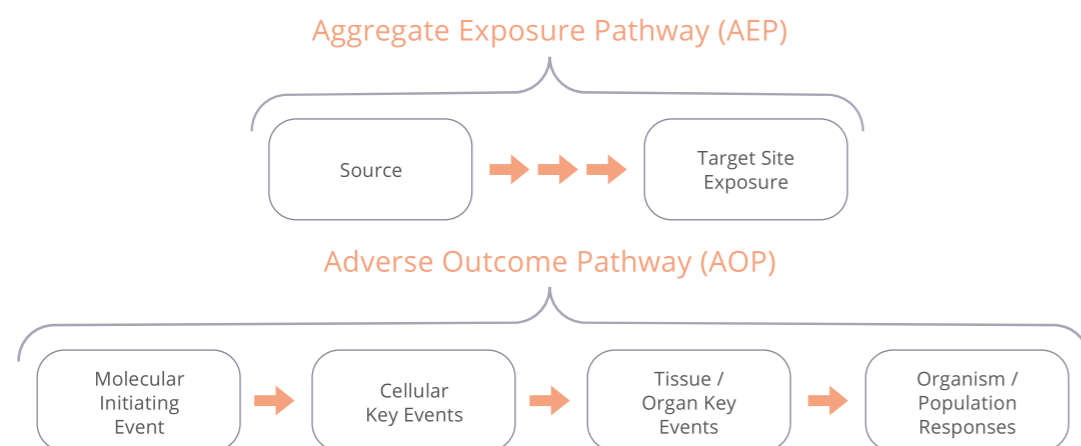 Aggregate Exposure Pathway (AEP)
Source
Target Site
Exposure
Adverse Outcome Pathway (AOP)
Molecular
Initiating
Event
Cellular
Key Events
Tissue /
Organ Key
Events
Organism /
Population
Responses